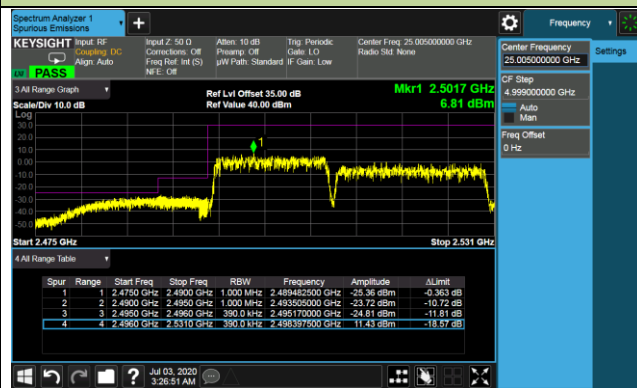 Spectrum Analyzer 1
Spurious Emissions
Frequency
KEYSIGHT Input: RF
Coupling: DC
Align: Auto
Input Z: 50 Ω
Corrections: Off
Freq Ref: Int (S)
NFE: Off
Atten: 10 dB
Preamp: Off
µW Path: Standard
Trig: Periodic
Gate: LO
IF Gain: Low
Center Freq: 25.005000000 GHz
Radio Std: None
PASS
Center Frequency
25.005000000 GHz
Settings
CF Step
4.999000000 GHz
Auto
Man
Freq Offset
0 Hz
3 All Range Graph
Scale/Div 10.0 dB
Ref Lvl Offset 35.00 dB
Ref Value 40.00 dBm
Mkr1 2.5017 GHz
6.81 dBm
Log
30.0
20.0
10.0
0.00
-10.0
-20.0
-30.0
-40.0
-50.0
1
Start 2.475 GHz
Stop 2.531 GHz
4 All Range Table
Spur Range Start Freq Stop Freq RBW Frequency Amplitude ΔLimit
1 1 2.4750 GHz 2.4900 GHz 1.000 MHz 2.489482500 GHz -25.36 dBm -0.363 dB
2 2 2.4900 GHz 2.4950 GHz 1.000 MHz 2.493505000 GHz -23.72 dBm -10.72 dB
3 3 2.4950 GHz 2.4960 GHz 390.0 kHz 2.495170000 GHz -24.81 dBm -11.81 dB
4 4 2.4960 GHz 2.5310 GHz 390.0 kHz 2.498397500 GHz 11.43 dBm -18.57 dB
Jul 03, 2020
3:26:51 AM